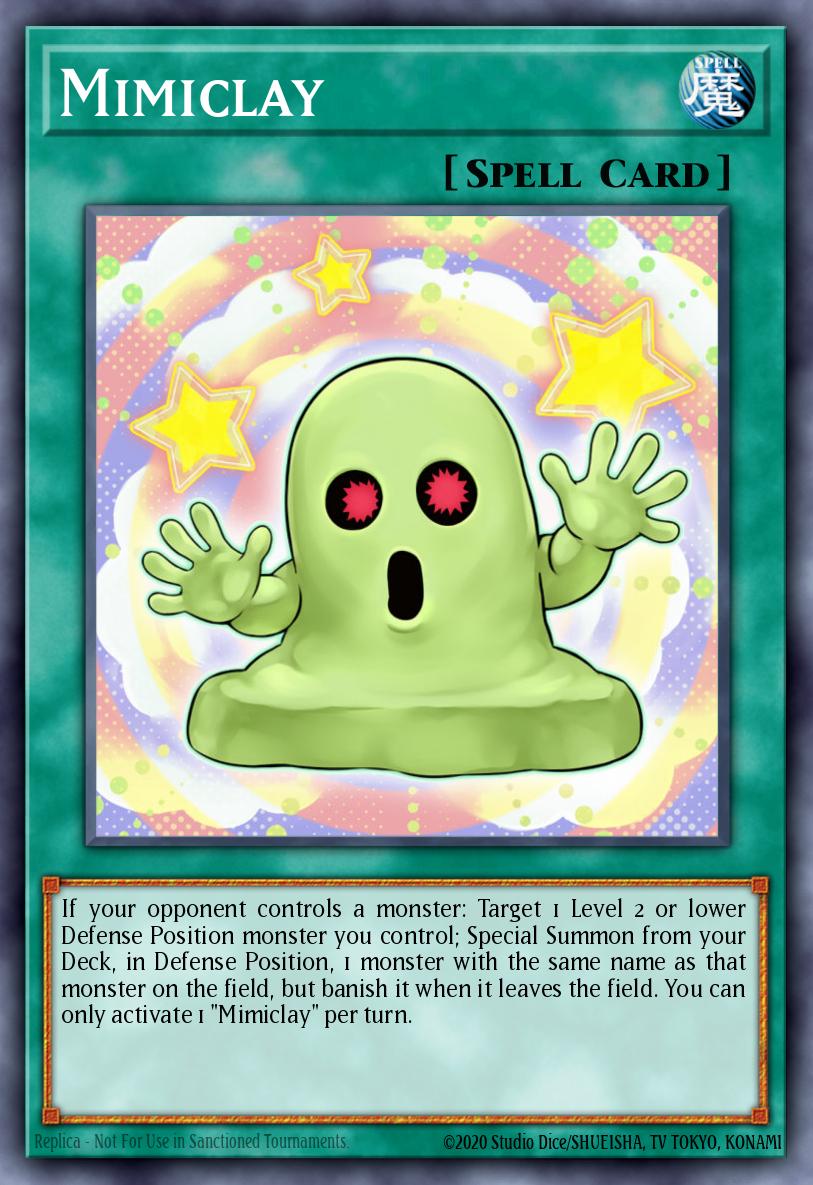 Mimiclay
SPELL
魔
[ Spell Card ]
If your opponent controls a monster: Target 1 Level 2 or lower
Defense Position monster you control; Special Summon from your
Deck, in Defense Position, 1 monster with the same name as that
monster on the field, but banish it when it leaves the field. You can
only activate 1 "Mimiclay" per turn.
Replica - Not For Use in Sanctioned Tournaments.
©2020 Studio Dice/SHUEISHA, TV TOKYO, KONAMI